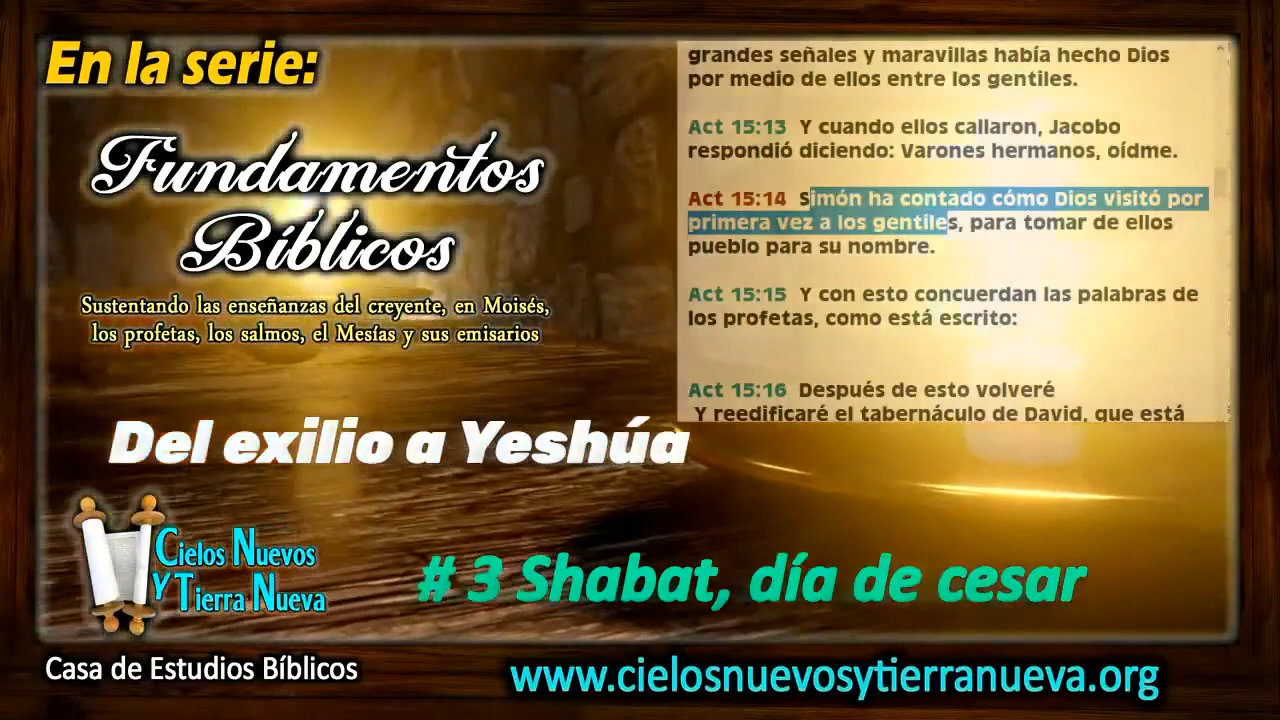 En la serie:
Fundamentos
Bíblicos
Sustentando las enseñanzas del creyente, en Moisés,
los profetas, los salmos, el Mesías y sus emisarios
Del exilio a Yeshúa
grandes señales y maravillas había hecho Dios
por medio de ellos entre los gentiles.
Act 15:13 Y cuando ellos callaron, Jacobo
respondió diciendo: Varones hermanos, oídme.
Act 15:14 Simón ha contado cómo Dios visitó por
primera vez a los gentiles, para tomar de ellos
pueblo para su nombre.
Act 15:15 Y con esto concuerdan las palabras de
los profetas, como está escrito:
Act 15:16 Después de esto volveré
Y reedificaré el tabernáculo de David, que está
Cielos Nuevos
Y Tierra Nueva
# 3 Shabat, día de cesar
Casa de Estudios Bíblicos
www.cielosnuevosytierranueva.org